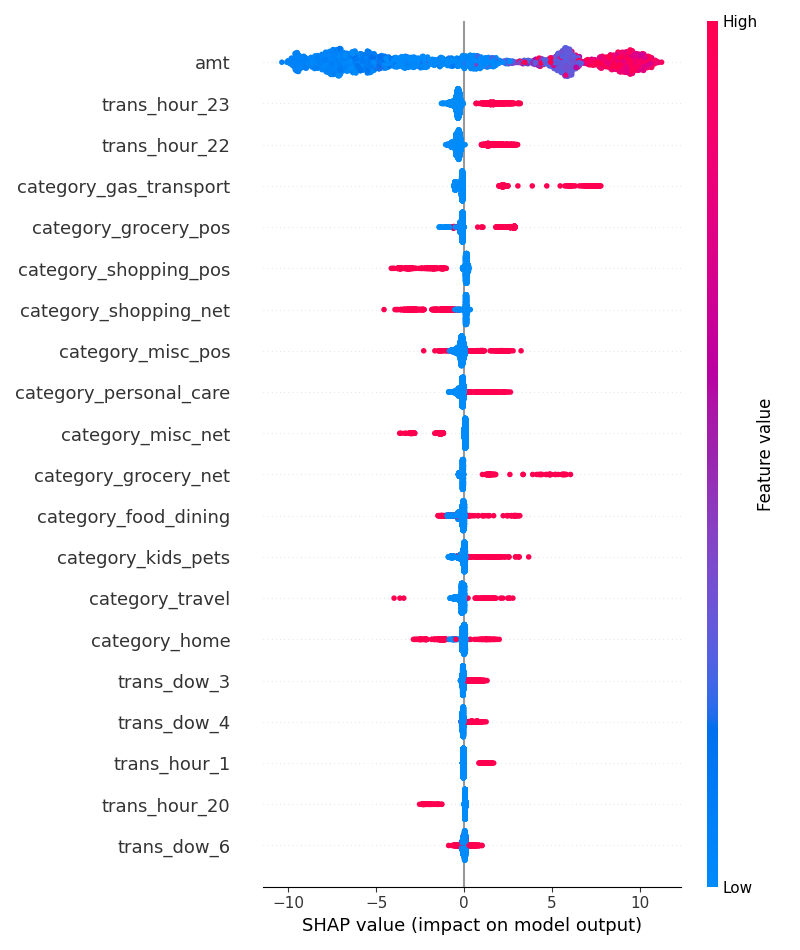 High
amt
trans_hour_23
trans_hour_22
category_gas_transport
category_grocery_pos
category_shopping_pos
category_shopping_net
category_misc_pos
category_personal_care
category_misc_net
category_grocery_net
category_food_dining
category_kids_pets
category_travel
category_home
trans_dow_3
trans_dow_4
trans_hour_1
trans_hour_20
trans_dow_6
Feature value
Low
−10 −5 0 5 10
SHAP value (impact on model output)